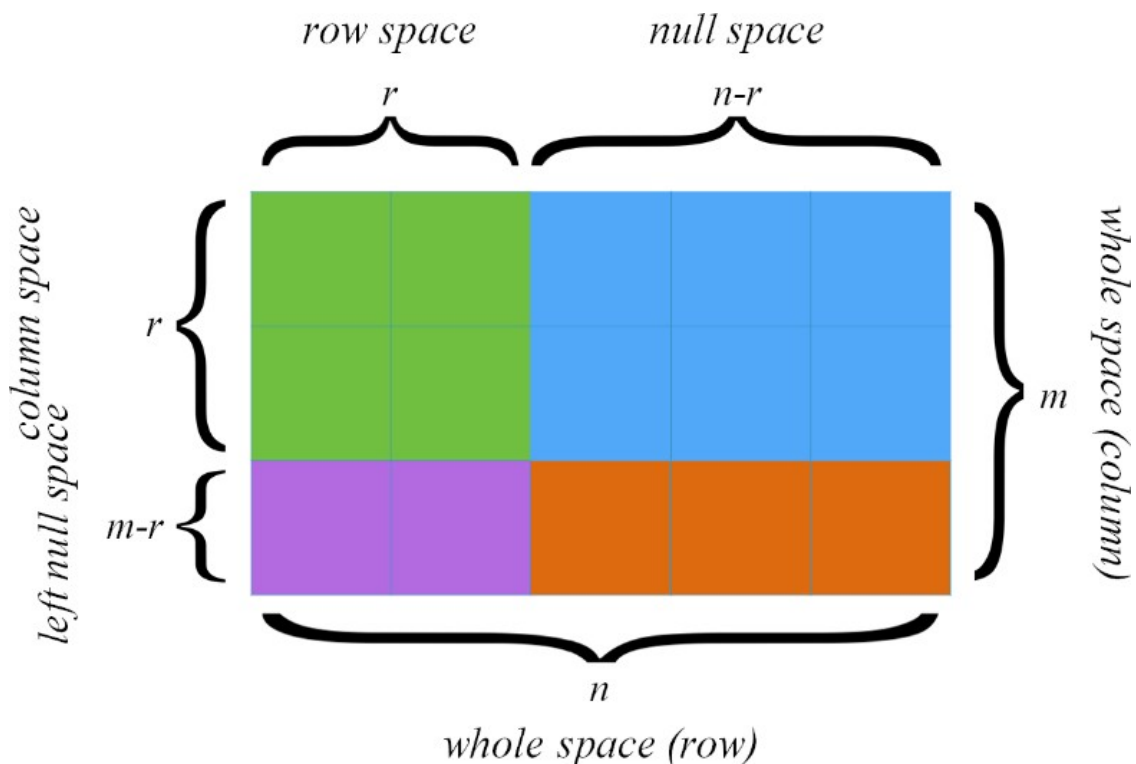 row space
null space
r
n-r
column space
r
whole space (column)
m
left null space
m-r
n
whole space (row)